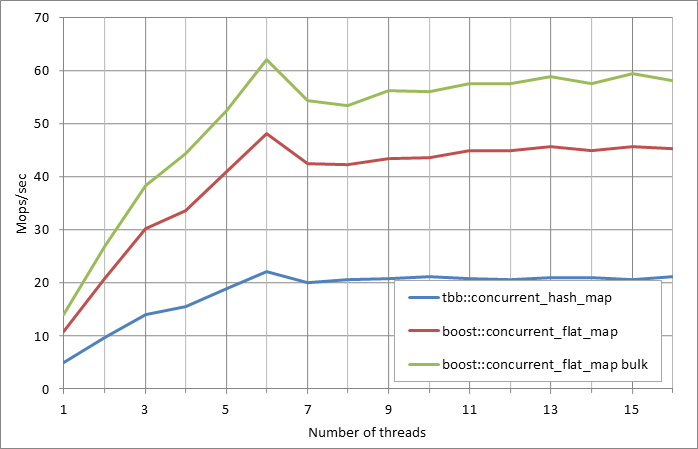 70
60
50
40
30
20
10
0
Mops/sec
tbb::concurrent_hash_map
boost::concurrent_flat_map
boost::concurrent_flat_map bulk
1 3 5 7 9 11 13 15
Number of threads